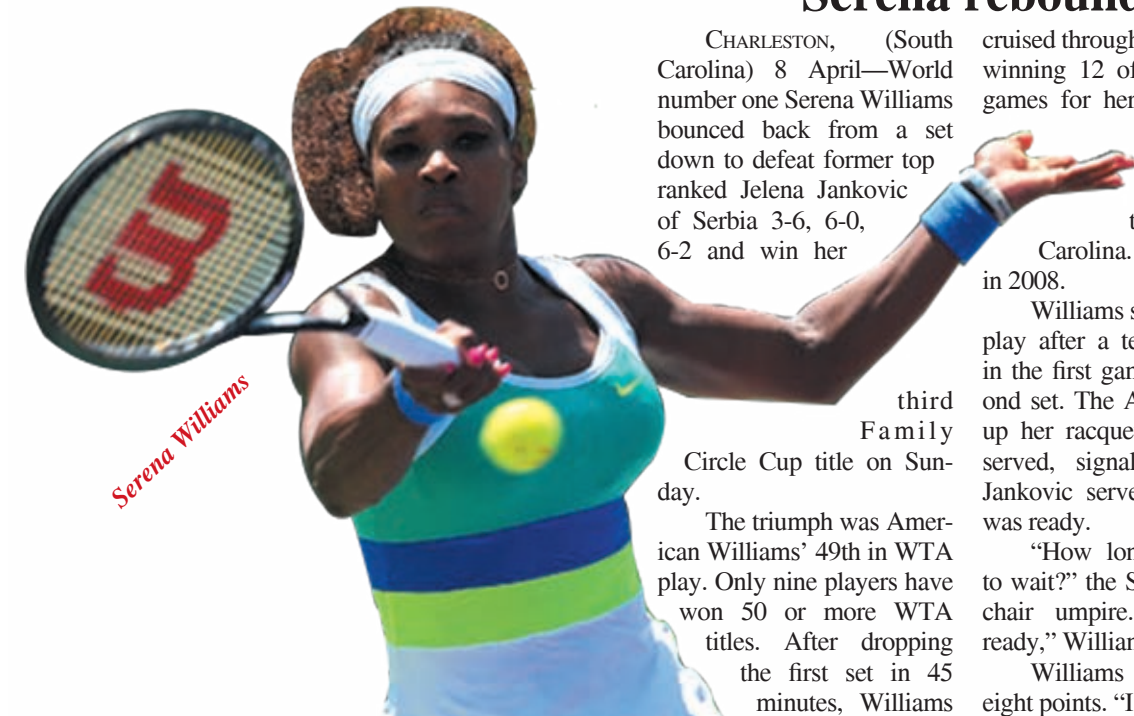 Serena rebound
CHARLESTON, (South
Carolina) 8 April—World
number one Serena Williams
bounced back from a set
down to defeat former top
ranked Jelena Jankovic
of Serbia 3-6, 6-0,
6-2 and win her
third
Family
Circle Cup title on Sun-
day.
The triumph was Amer-
ican Williams’ 49th in WTA
play. Only nine players have
won 50 or more WTA
titles. After dropping
the first set in 45
minutes, Williams
cruised through
winning 12 of
games for her
t
Carolina.
in 2008.
Williams s
play after a te
in the first gam
ond set. The A
up her racque
served, signal
Jankovic serve
was ready.
“How lon
to wait?” the S
chair umpire.
ready,” William
Williams
eight points. “I
Serena Williams